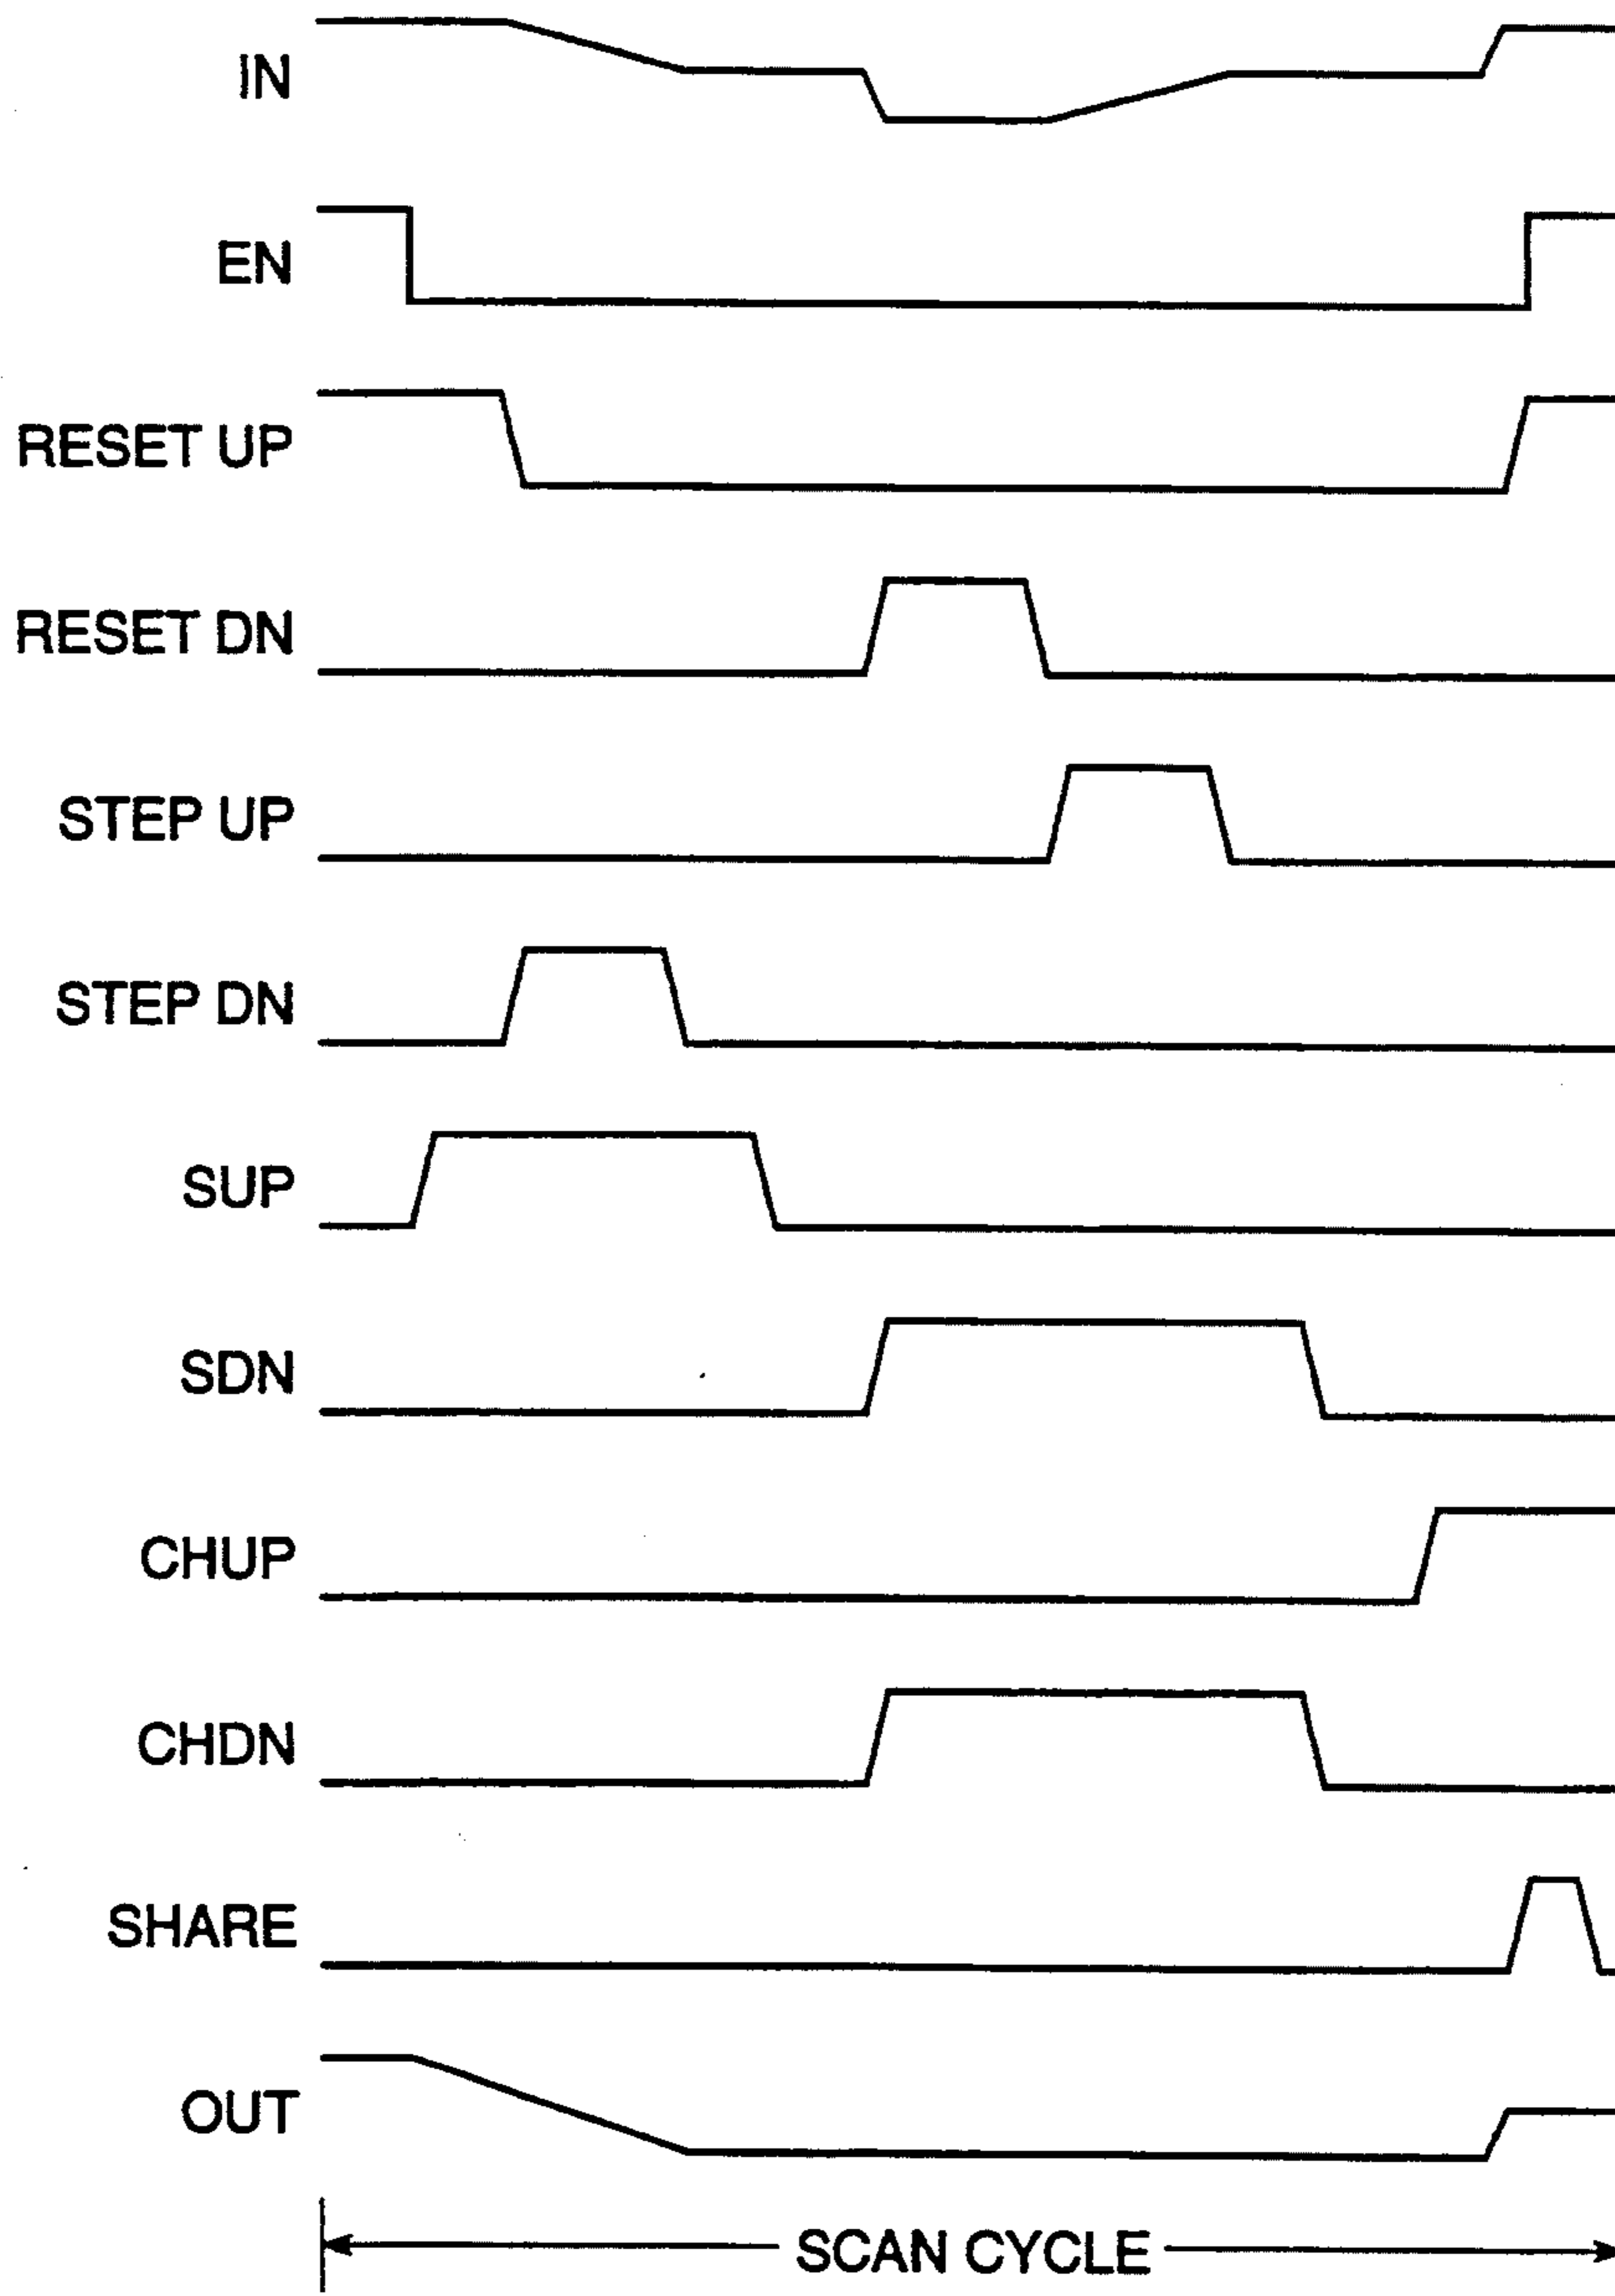 IN
EN
RESET UP
RESET DN
STEP UP
STEP DN
SUP
SDN
CHUP
CHDN
SHARE
OUT
SCAN CYCLE